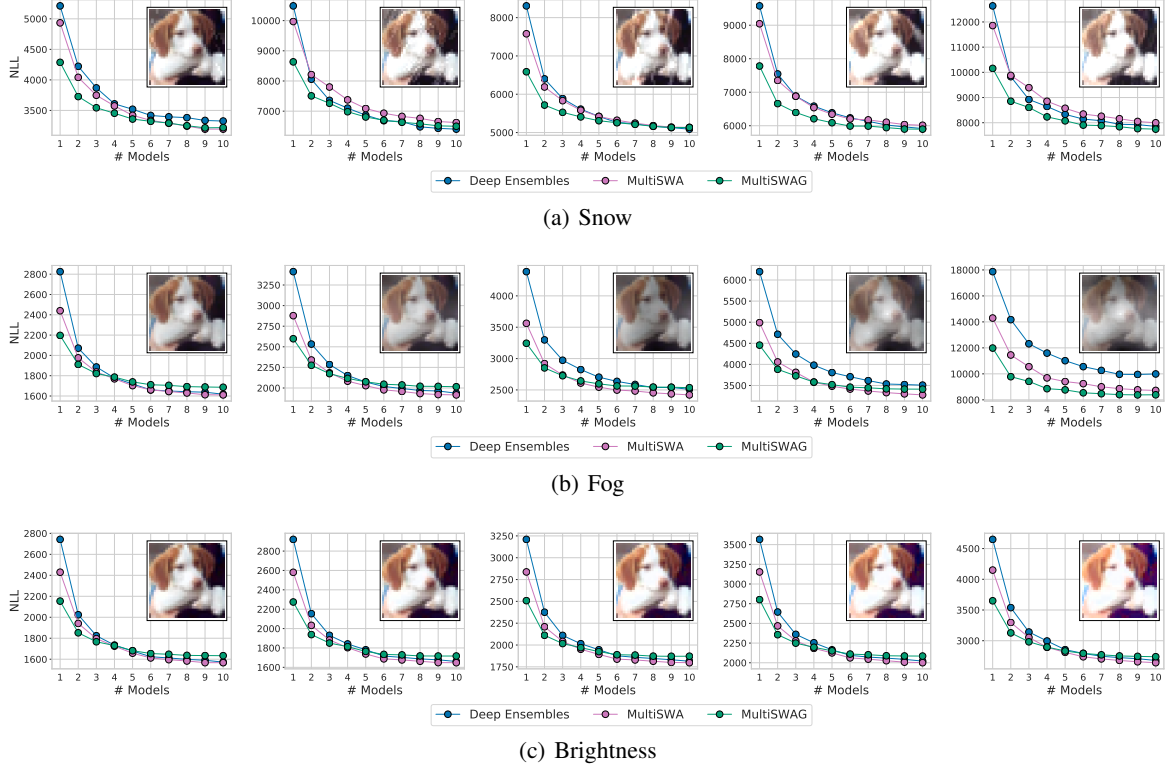 5000
4500
4000
3500
NLL
1 2 3 4 5 6 7 8 9 10
# Models
10000
9000
8000
7000
1 2 3 4 5 6 7 8 9 10
# Models
8000
7000
6000
5000
1 2 3 4 5 6 7 8 9 10
# Models
9000
8000
7000
6000
1 2 3 4 5 6 7 8 9 10
# Models
12000
11000
10000
9000
8000
1 2 3 4 5 6 7 8 9 10
# Models
Deep Ensembles MultiSWA MultiSWAG
(a) Snow
2800
2600
2400
2200
2000
1800
1600
NLL
1 2 3 4 5 6 7 8 9 10
# Models
3250
3000
2750
2500
2250
2000
1 2 3 4 5 6 7 8 9 10
# Models
4000
3500
3000
2500
1 2 3 4 5 6 7 8 9 10
# Models
6000
5500
5000
4500
4000
3500
1 2 3 4 5 6 7 8 9 10
# Models
18000
16000
14000
12000
10000
8000
1 2 3 4 5 6 7 8 9 10
# Models
Deep Ensembles MultiSWA MultiSWAG
(b) Fog
2800
2600
2400
2200
2000
1800
1600
NLL
1 2 3 4 5 6 7 8 9 10
# Models
2800
2600
2400
2200
2000
1800
1600
1 2 3 4 5 6 7 8 9 10
# Models
3250
3000
2750
2500
2250
2000
1750
1 2 3 4 5 6 7 8 9 10
# Models
3500
3250
3000
2750
2500
2250
2000
1 2 3 4 5 6 7 8 9 10
# Models
4500
4000
3500
3000
1 2 3 4 5 6 7 8 9 10
# Models
Deep Ensembles MultiSWA MultiSWAG
(c) Brightness